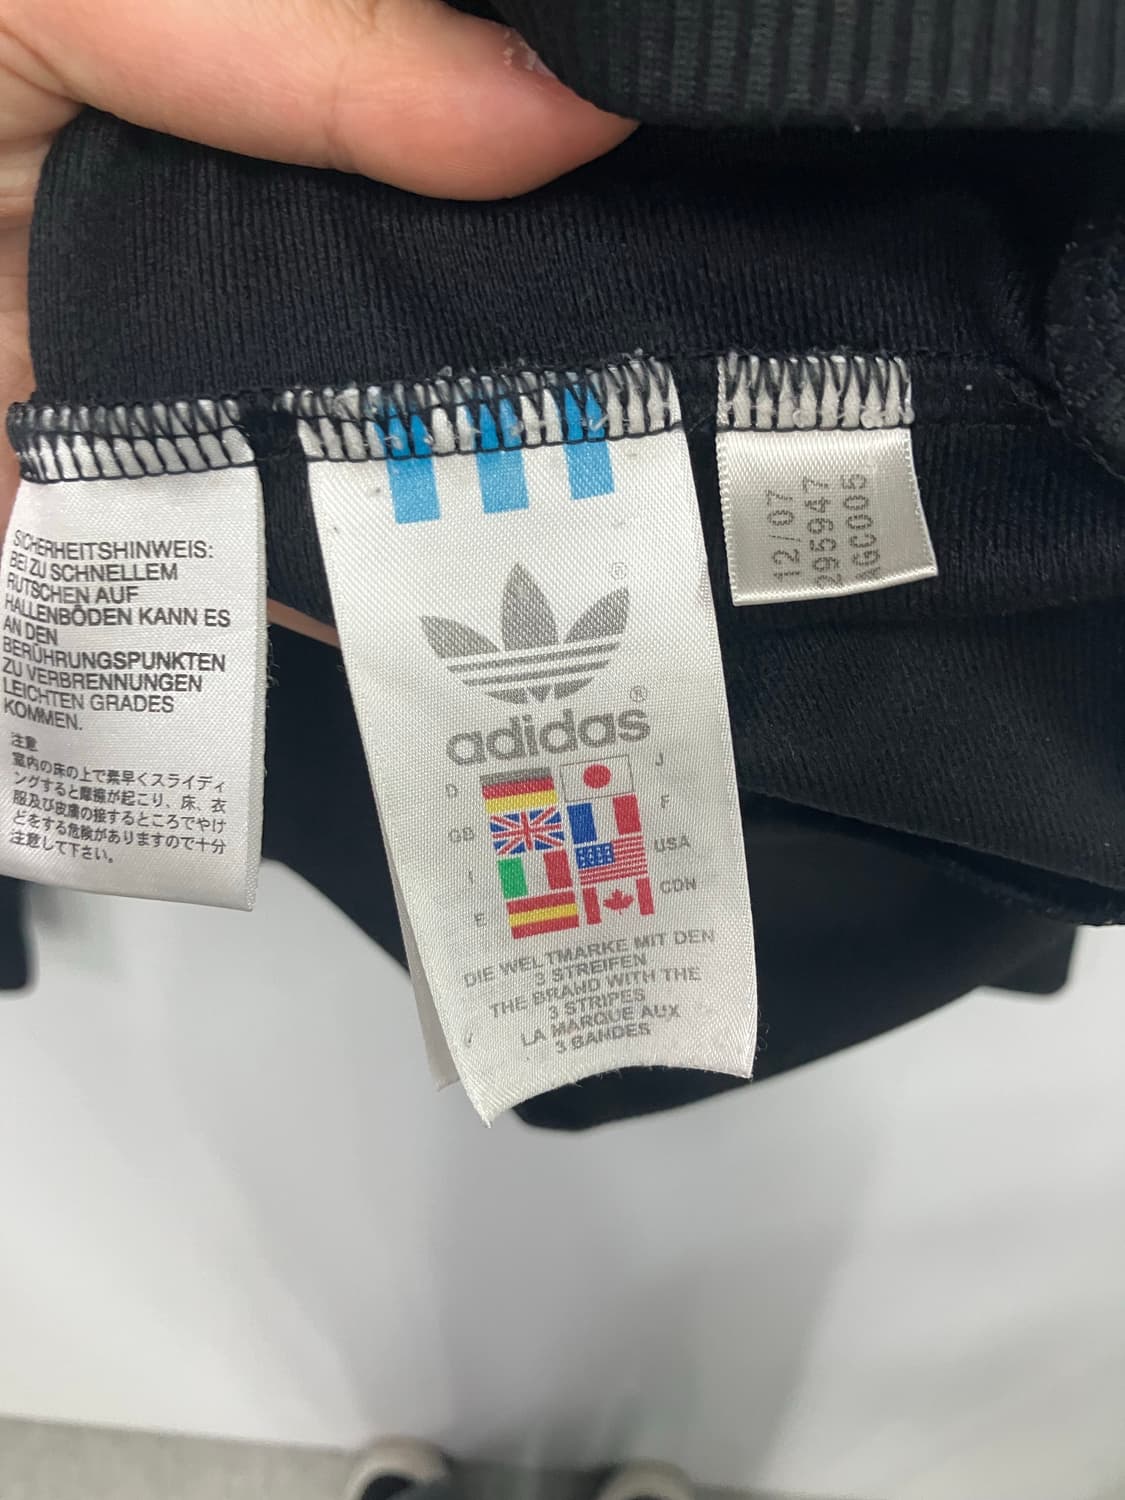 SICHERHEITSHINWEIS:
BEI ZU SCHNELLEM
RUTSCHEN AUF
HALLENBÖDEN KANN ES
AN DEN
BERÜHRUNGSPUNKTEN
ZU VERBRENNUNGEN
LEICHTEN GRADES
KOMMEN.
注意
室内の床の上で素早くスライディ
ングすると摩擦が起こり、床、衣
服及び皮膚の接するところでやけ
どをする危険がありますので十分
注意して下さい。
®
®
adidas
D J
GB F
I USA
E CDN
DIE WELTMARKE MIT DEN
3 STREIFEN
THE BRAND WITH THE
3 STRIPES
LA MARQUE AUX
3 BANDES
12/07
295947
AGC005